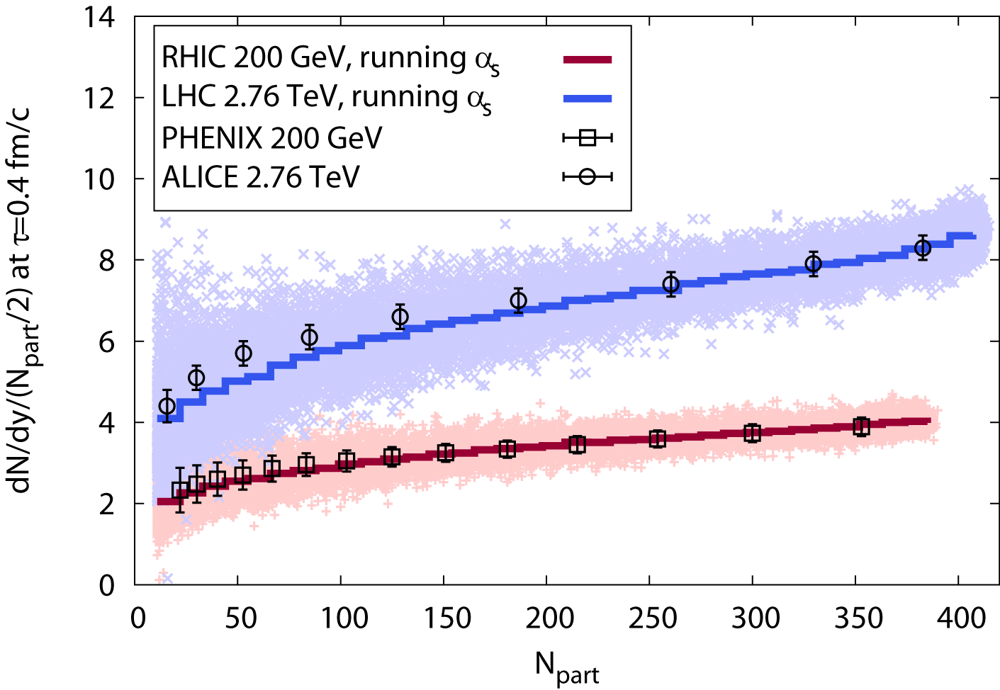 dN/dy/(Npart/2) at τ=0.4 fm/c
14
12
10
8
6
4
2
0
RHIC 200 GeV, running αs
LHC 2.76 TeV, running αs
PHENIX 200 GeV
ALICE 2.76 TeV
0 50 100 150 200 250 300 350 400
Npart